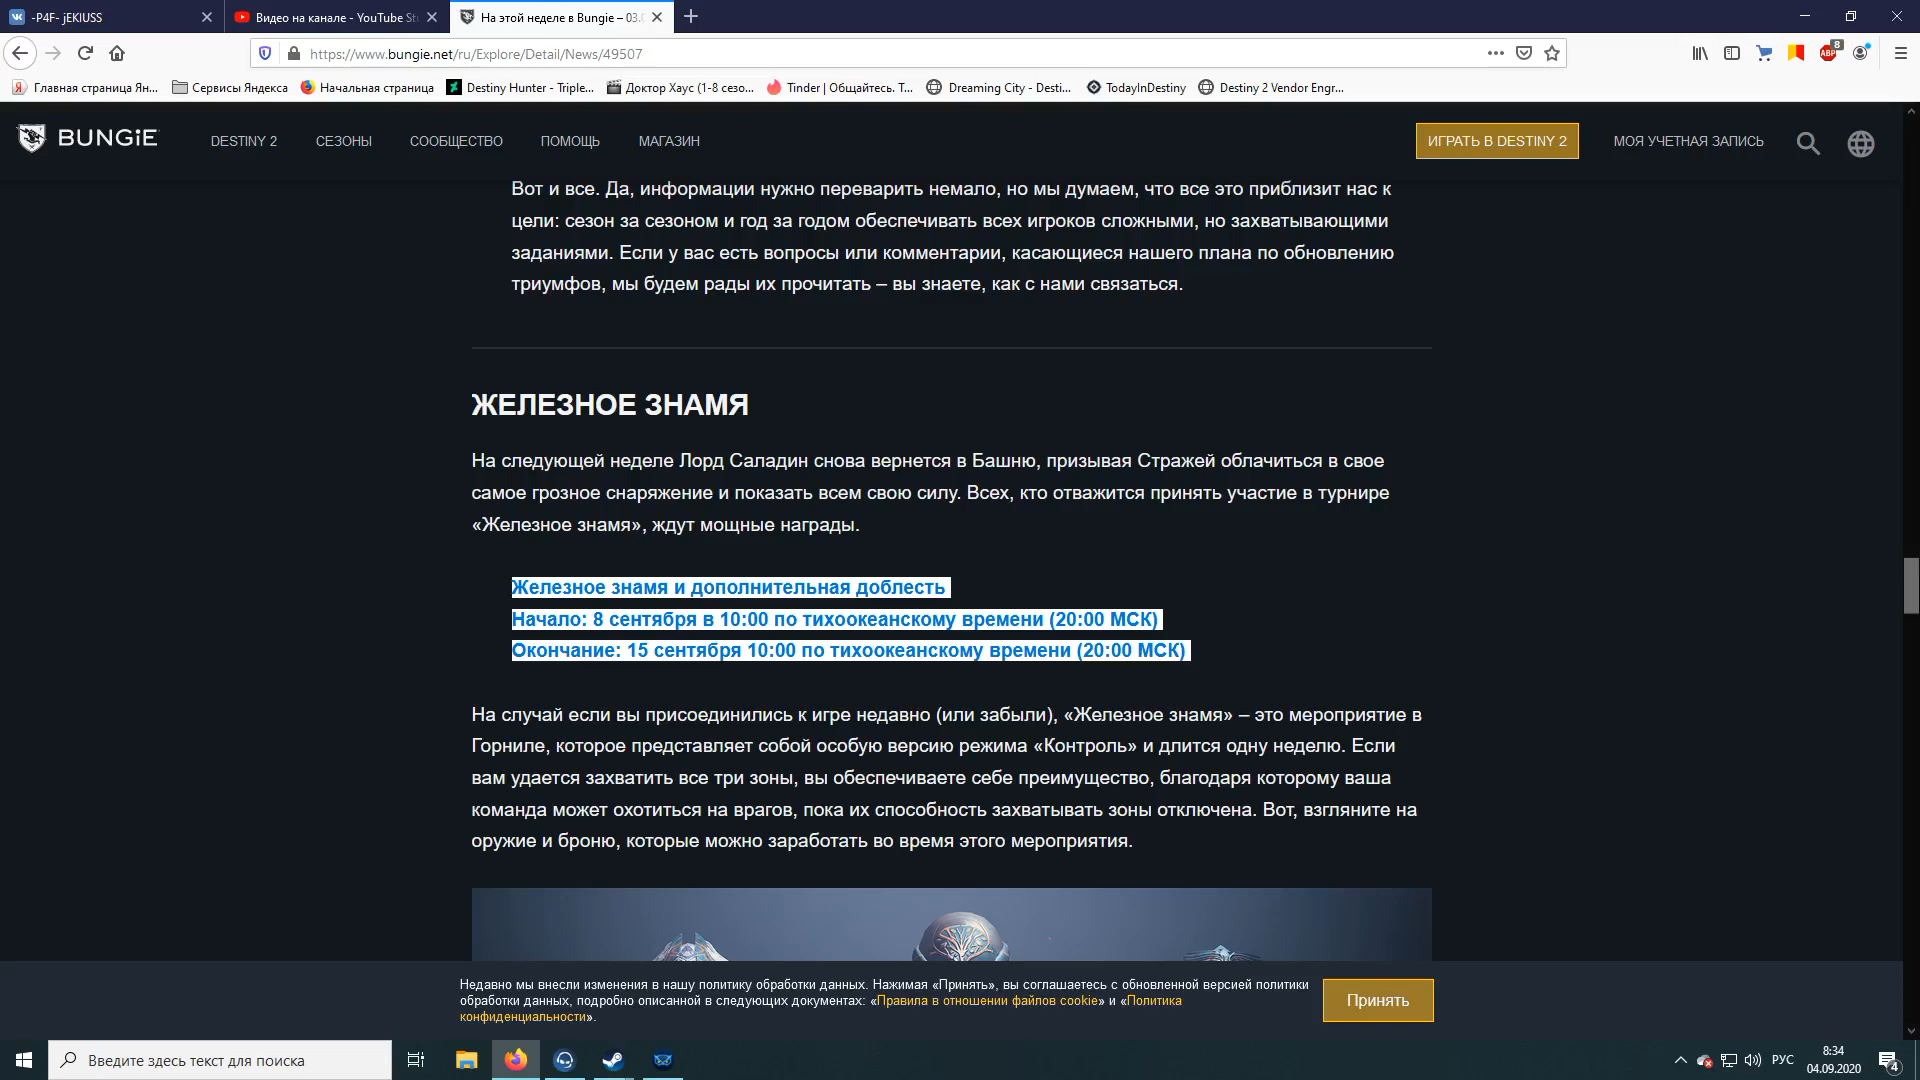 -P4F- jEKIUSS
Видео на канале - YouTube St
На этой неделе в Bungie – 03.0
https://www.bungie.net/ru/Explore/Detail/News/49507
ABP
8
Главная страница Ян...
Сервисы Яндекса
Начальная страница
Destiny Hunter - Triple...
Доктор Хаус (1-8 сезо...
Tinder | Общайтесь. Т...
Dreaming City - Desti...
TodayInDestiny
Destiny 2 Vendor Engr...
BUNGiE
DESTINY 2
СЕЗОНЫ
СООБЩЕСТВО
ПОМОЩЬ
МАГАЗИН
ИГРАТЬ В DESTINY 2
МОЯ УЧЕТНАЯ ЗАПИСЬ
Вот и все. Да, информации нужно переварить немало, но мы думаем, что все это приблизит нас к
цели: сезон за сезоном и год за годом обеспечивать всех игроков сложными, но захватывающими
заданиями. Если у вас есть вопросы или комментарии, касающиеся нашего плана по обновлению
триумфов, мы будем рады их прочитать – вы знаете, как с нами связаться.
ЖЕЛЕЗНОЕ ЗНАМЯ
На следующей неделе Лорд Саладин снова вернется в Башню, призывая Стражей облачиться в свое
самое грозное снаряжение и показать всем свою силу. Всех, кто отважится принять участие в турнире
«Железное знамя», ждут мощные награды.
Железное знамя и дополнительная доблесть
Начало: 8 сентября в 10:00 по тихоокеанскому времени (20:00 МСК)
Окончание: 15 сентября 10:00 по тихоокеанскому времени (20:00 МСК)
На случай если вы присоединились к игре недавно (или забыли), «Железное знамя» – это мероприятие в
Горниле, которое представляет собой особую версию режима «Контроль» и длится одну неделю. Если
вам удается захватить все три зоны, вы обеспечиваете себе преимущество, благодаря которому ваша
команда может охотиться на врагов, пока их способность захватывать зоны отключена. Вот, взгляните на
оружие и броню, которые можно заработать во время этого мероприятия.
Недавно мы внесли изменения в нашу политику обработки данных. Нажимая «Принять», вы соглашаетесь с обновленной версией политики
обработки данных, подробно описанной в следующих документах: «Правила в отношении файлов cookie» и «Политика
конфиденциальности».
Принять
Введите здесь текст для поиска
РУС
8:34
04.09.2020
4